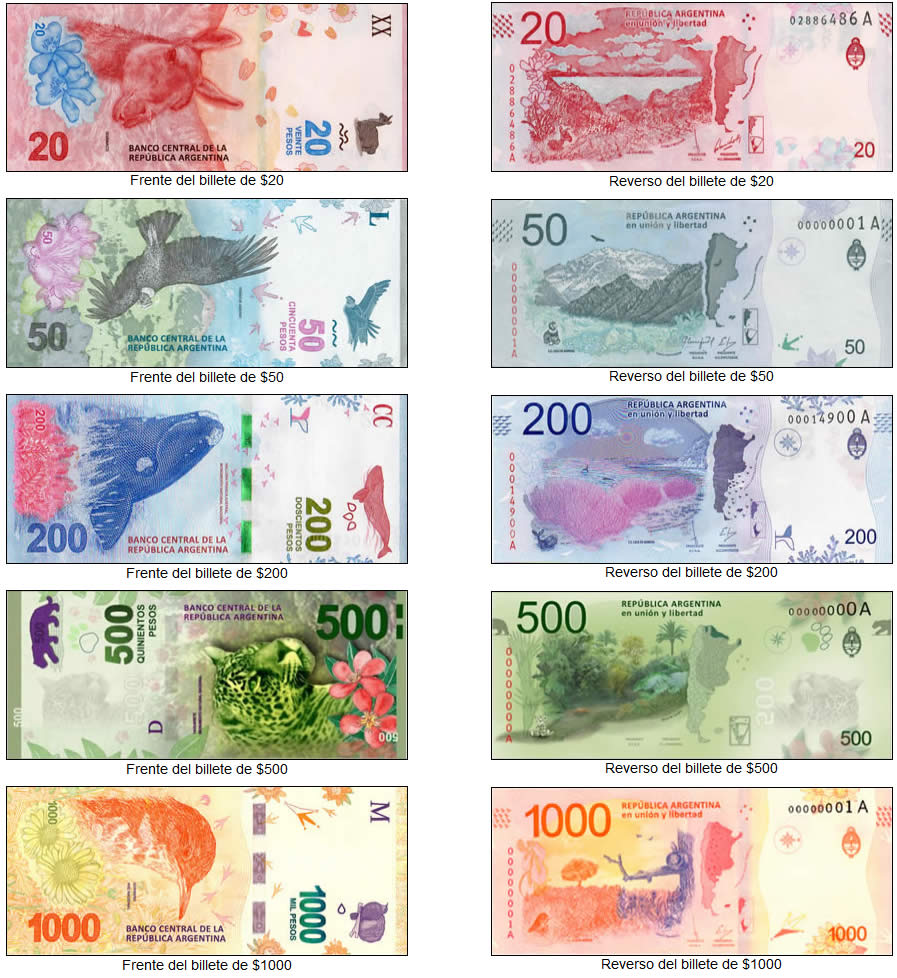 20
XX
20
VEINTE
PESOS
20
BANCO CENTRAL DE LA
REPÚBLICA ARGENTINA
Frente del billete de $20
20
REPÚBLICA ARGENTINA
en unión y libertad
02886486 A
02886486A
20
Reverso del billete de $20
50
L
50
CINCUENTA
PESOS
50
BANCO CENTRAL DE LA
REPÚBLICA ARGENTINA
Frente del billete de $50
50
REPÚBLICA ARGENTINA
en unión y libertad
00000001 A
00000001A
50
Reverso del billete de $50
200
CC
200
DOSCIENTOS
PESOS
200
BANCO CENTRAL DE LA
REPÚBLICA ARGENTINA
Frente del billete de $200
200
REPÚBLICA ARGENTINA
en unión y libertad
00014900 A
00014900A
200
Reverso del billete de $200
500
500
QUINIENTOS
PESOS
BANCO CENTRAL DE LA
REPÚBLICA ARGENTINA
500
500
D
500
Frente del billete de $500
500
REPÚBLICA ARGENTINA
en unión y libertad
00000000 A
00000000A
500
500
Reverso del billete de $500
1000
M
1000
MIL PESOS
1000
BANCO CENTRAL DE LA
REPÚBLICA ARGENTINA
Frente del billete de $1000
1000
REPÚBLICA ARGENTINA
en unión y libertad
00000001 A
00000001A
1000
Reverso del billete de $1000